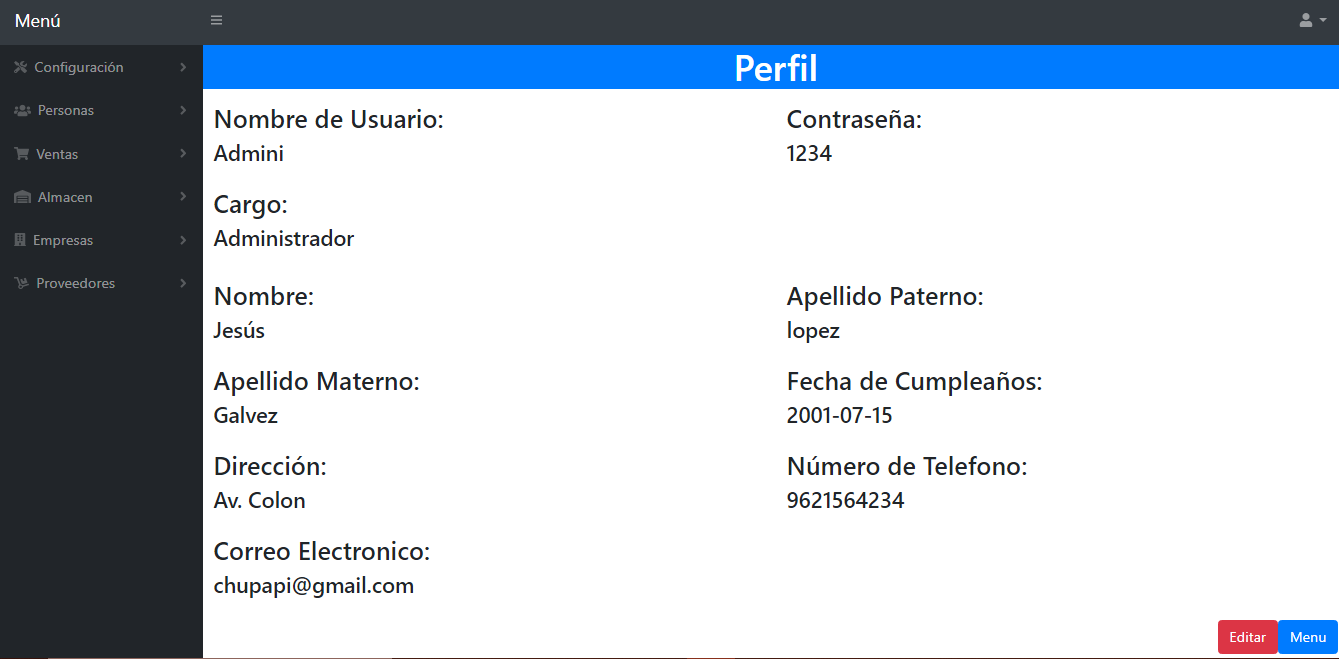 Menú
Configuración
Personas
Ventas
Almacen
Empresas
Proveedores
Perfil
Nombre de Usuario:
Admini
Contraseña:
1234
Cargo:
Administrador
Nombre:
Jesús
Apellido Paterno:
lopez
Apellido Materno:
Galvez
Fecha de Cumpleaños:
2001-07-15
Dirección:
Av. Colon
Número de Telefono:
9621564234
Correo Electronico:
chupapi@gmail.com
Editar
Menu